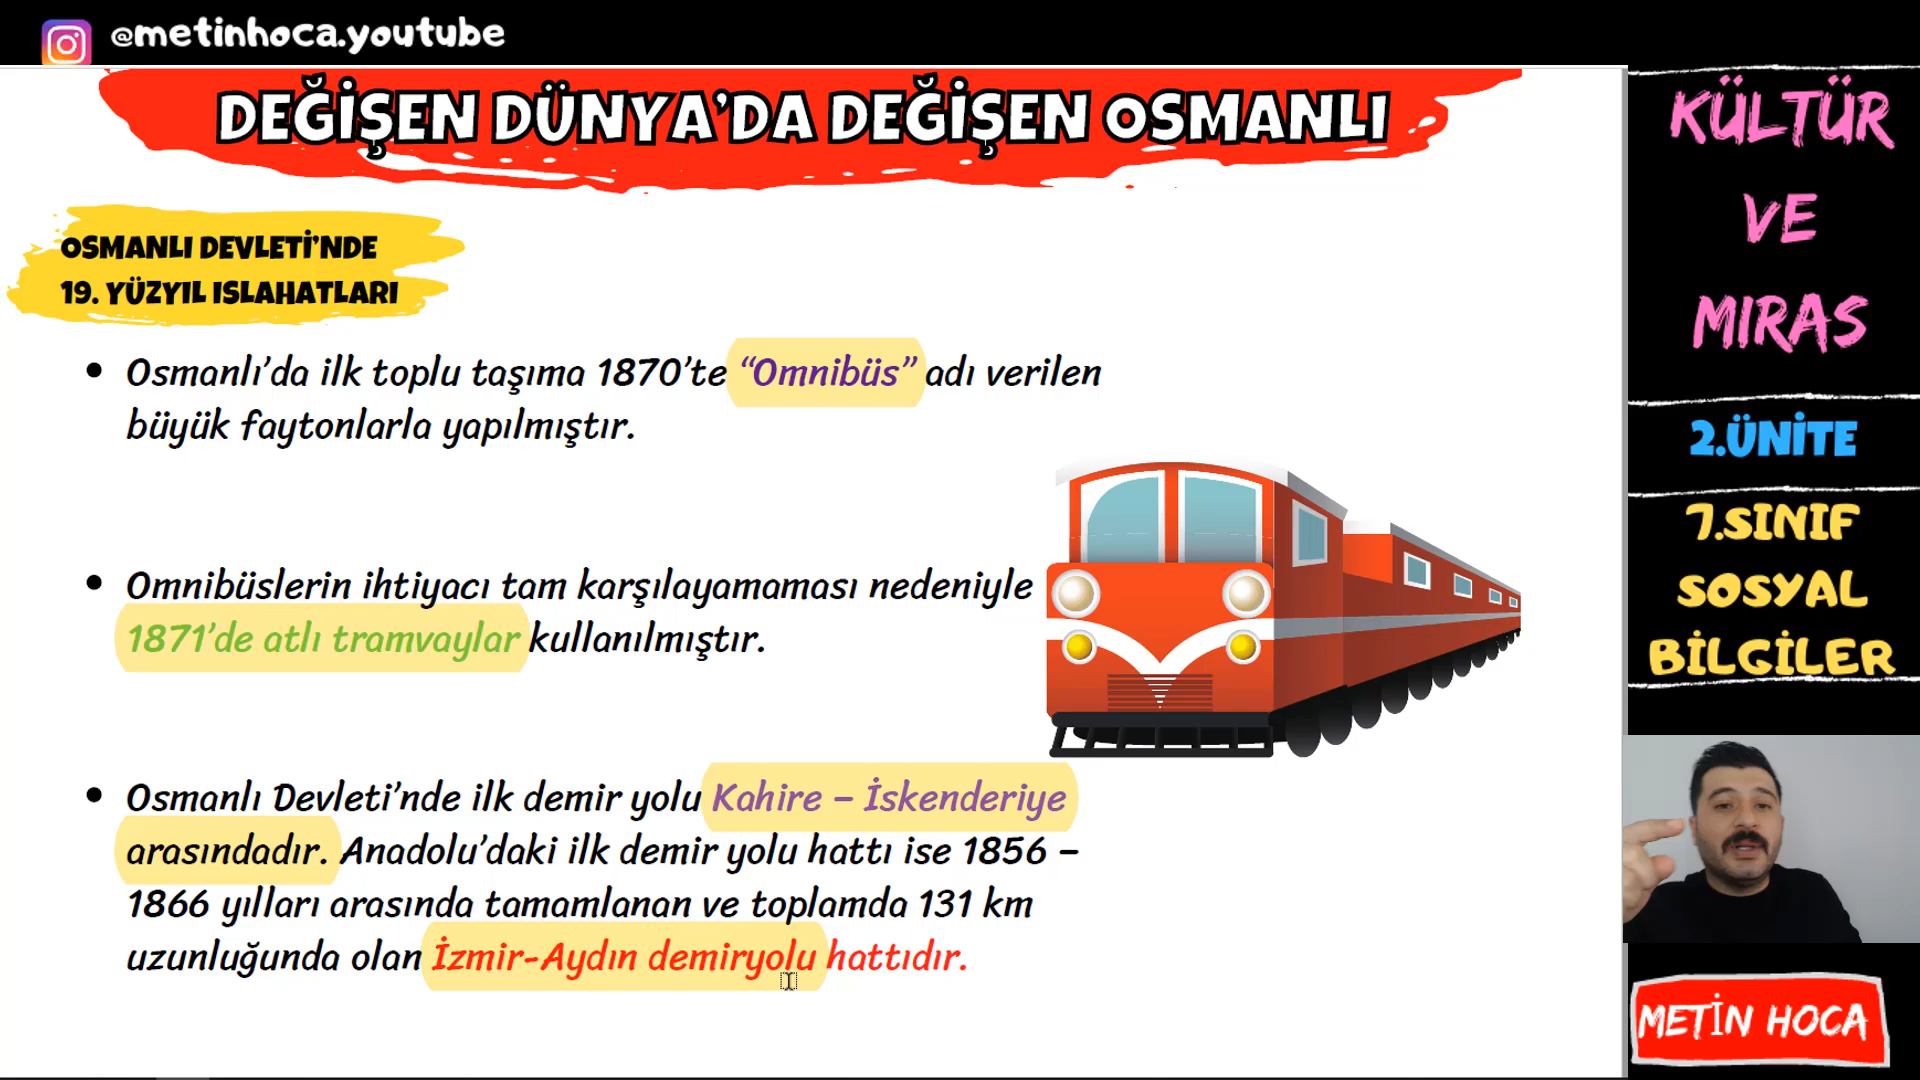 @metinhoca.youtube
DEĞİŞEN DÜNYA’DA DEĞİŞEN OSMANLI
OSMANLI DEVLETİ’NDE
19. YÜZYIL ISLAHATLARI
• Osmanlı’da ilk toplu taşıma 1870’te “Omnibüs” adı verilen
büyük faytonlarla yapılmıştır.
• Omnibüslerin ihtiyacı tam karşılayamaması nedeniyle
1871’de atlı tramvaylar kullanılmıştır.
• Osmanlı Devleti’nde ilk demir yolu Kahire – İskenderiye
arasındadır. Anadolu’daki ilk demir yolu hattı ise 1856 –
1866 yılları arasında tamamlanan ve toplamda 131 km
uzunluğunda olan İzmir-Aydın demiryolu hattıdır.
KÜLTÜR
VE
MIRAS
2.ÜNİTE
7.SINIF
SOSYAL
BİLGİLER
METİN HOCA